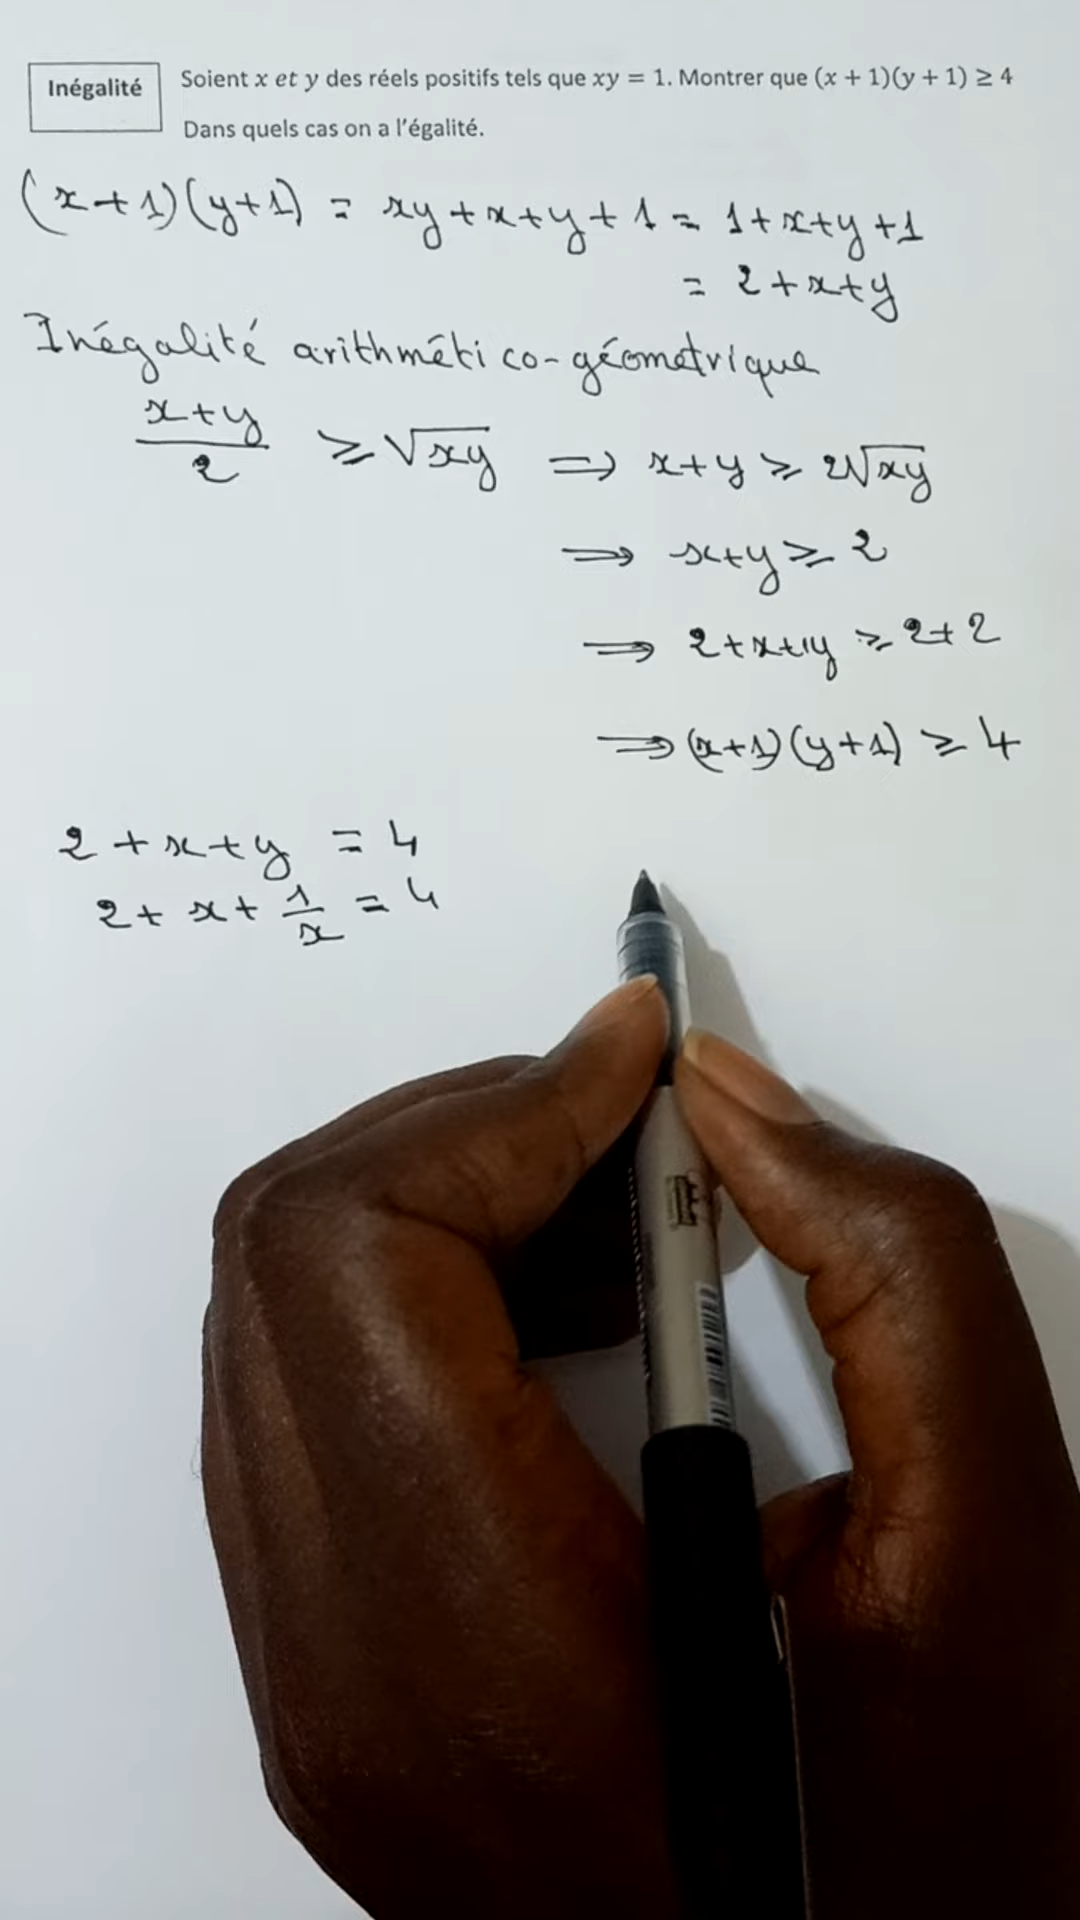 Inégalité
Soient x et y des réels positifs tels que xy = 1. Montrer que (x + 1)(y + 1) ≥ 4
Dans quels cas on a l'égalité.
(x+1)(y+1) = xy+x+y+1 = 1+x+y+1
= 2+x+y
Inégalité arithmético-géometrique
x+y/2 ≥ √xy ⟹ x+y ≥ 2√xy
⟹ x+y ≥ 2
⟹ 2+x+y ≥ 2+2
⟹ (x+1)(y+1) ≥ 4
2+x+y = 4
2+x+1/x = 4